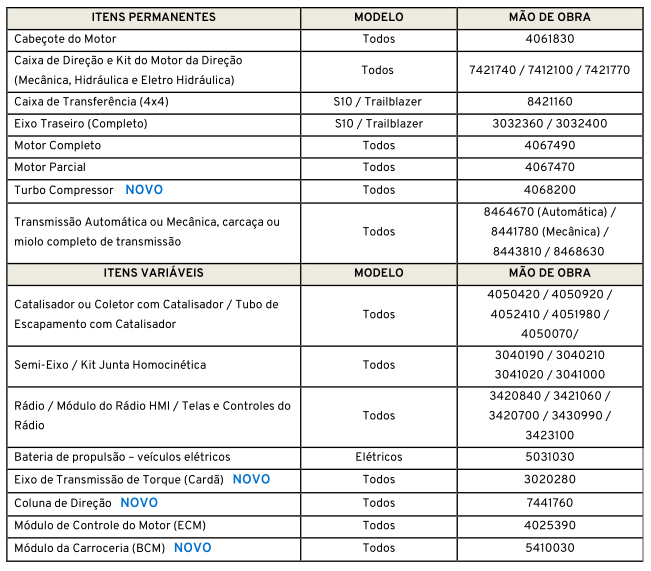 ITENS PERMANENTES MODELO MÃO DE OBRA
Cabeçote do Motor Todos 4061830
Caixa de Direção e Kit do Motor da Direção
(Mecânica, Hidráulica e Eletro Hidráulica) Todos 7421740 / 7412100 / 7421770
Caixa de Transferência (4x4) S10 / Trailblazer 8421160
Eixo Traseiro (Completo) S10 / Trailblazer 3032360 / 3032400
Motor Completo Todos 4067490
Motor Parcial Todos 4067470
Turbo Compressor NOVO Todos 4068200
Transmissão Automática ou Mecânica, carcaça ou
miolo completo de transmissão Todos
8464670 (Automática) /
8441780 (Mecânica) /
8443810 / 8468630
ITENS VARIÁVEIS MODELO MÃO DE OBRA
Catalisador ou Coletor com Catalisador / Tubo de
Escapamento com Catalisador Todos
4050420 / 4050920 /
4052410 / 4051980 /
4050070/
Semi-Eixo / Kit Junta Homocinética Todos
3040190 / 3040210
3041020 / 3041000
Rádio / Módulo do Rádio HMI / Telas e Controles do
Rádio Todos
3420840 / 3421060 /
3420700 / 3430990 /
3423100
Bateria de propulsão – veículos elétricos Elétricos 5031030
Eixo de Transmissão de Torque (Cardã) NOVO Todos 3020280
Coluna de Direção NOVO Todos 7441760
Módulo de Controle do Motor (ECM) Todos 4025390
Módulo da Carroceria (BCM) NOVO Todos 5410030